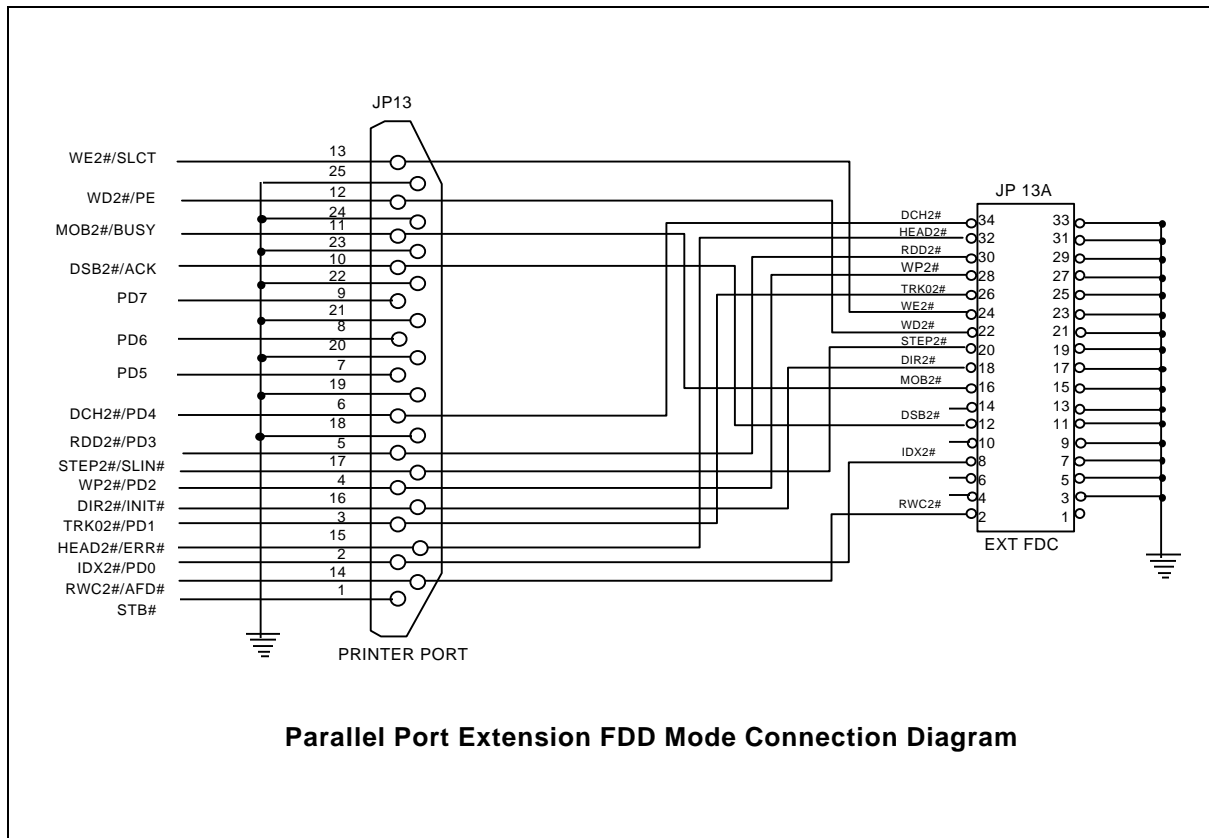 JP13
WE2#/SLCT
13
25
WD2#/PE
12
24
MOB2#/BUSY
11
23
DSB2#/ACK
10
22
PD7
9
21
PD6
8
20
PD5
7
19
DCH2#/PD4
6
18
RDD2#/PD3
5
STEP2#/SLIN#
17
WP2#/PD2
4
DIR2#/INIT#
16
TRK02#/PD1
3
HEAD2#/ERR#
15
IDX2#/PD0
2
RWC2#/AFD#
14
STB#
1
PRINTER PORT
JP 13A
DCH2# 34 33
HEAD2# 32 31
RDD2# 30 29
WP2# 28 27
TRK02# 26 25
WE2# 24 23
WD2# 22 21
STEP2# 20 19
DIR2# 18 17
MOB2# 16 15
14 13
DSB2# 12 11
10 9
IDX2# 8 7
6 5
4 3
RWC2# 2 1
EXT FDC
Parallel Port Extension FDD Mode Connection Diagram